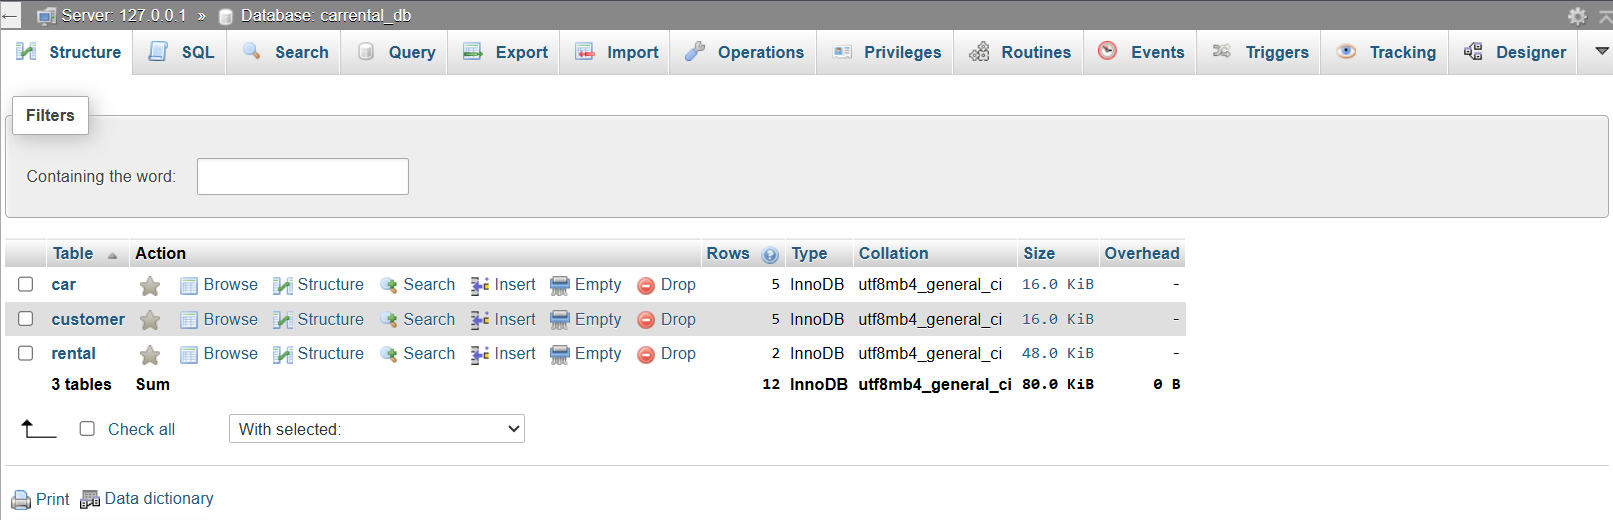 Server: 127.0.0.1 » Database: carrental_db
Structure SQL Search Query Export Import Operations Privileges Routines Events Triggers Tracking Designer
Filters
Containing the word:
Table Action Rows Type Collation Size Overhead
car Browse Structure Search Insert Empty Drop 5 InnoDB utf8mb4_general_ci 16.0 KiB -
customer Browse Structure Search Insert Empty Drop 5 InnoDB utf8mb4_general_ci 16.0 KiB -
rental Browse Structure Search Insert Empty Drop 2 InnoDB utf8mb4_general_ci 48.0 KiB -
3 tables Sum 12 InnoDB utf8mb4_general_ci 80.0 KiB 0 B
Check all With selected:
Print Data dictionary